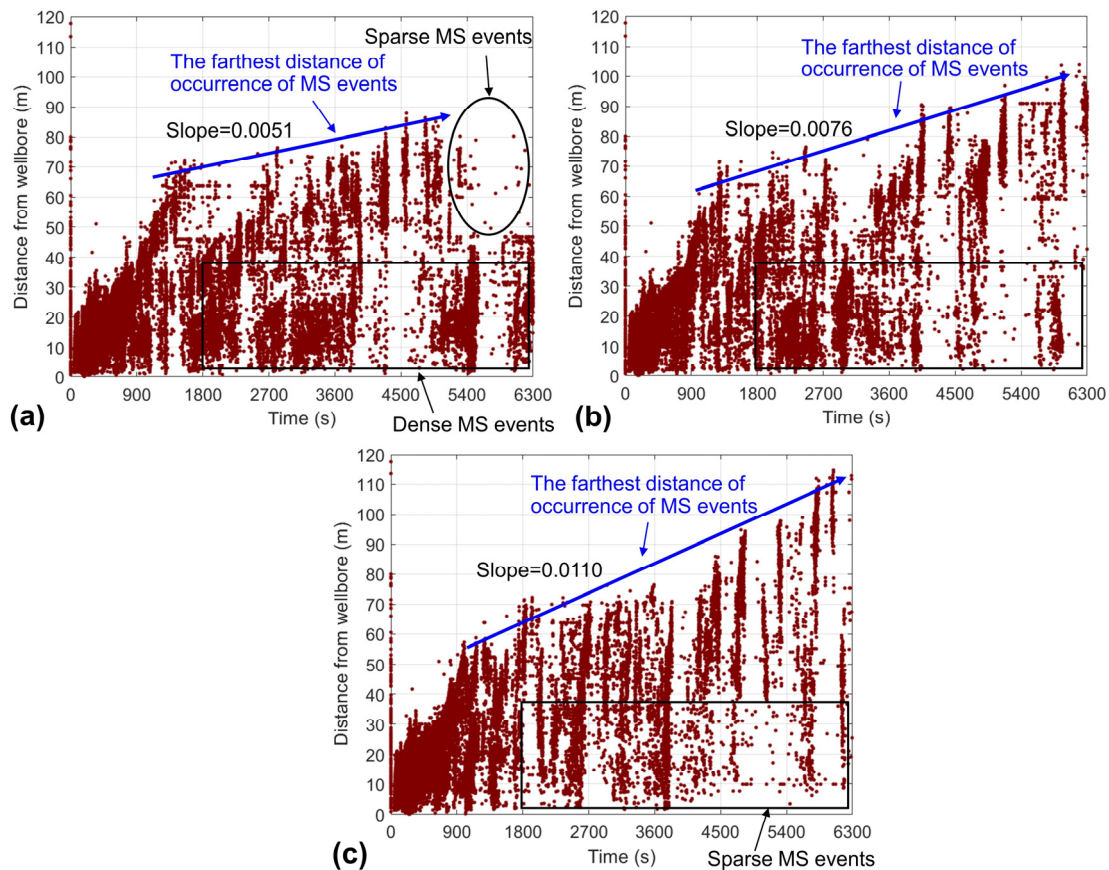 Sparse MS events
The farthest distance of
occurrence of MS events
Slope=0.0051
Distance from wellbore (m)
120
110
100
90
80
70
60
50
40
30
20
10
0
0 900 1800 2700 3600 4500 5400 6300
Time (s)
Dense MS events
(a)
The farthest distance of
occurrence of MS events
Slope=0.0076
Distance from wellbore (m)
120
110
100
90
80
70
60
50
40
30
20
10
0
0 900 1800 2700 3600 4500 5400 6300
Time (s)
(b)
The farthest distance of
occurrence of MS events
Slope=0.0110
Distance from wellbore (m)
120
110
100
90
80
70
60
50
40
30
20
10
0
0 900 1800 2700 3600 4500 5400 6300
Time (s)
Sparse MS events
(c)